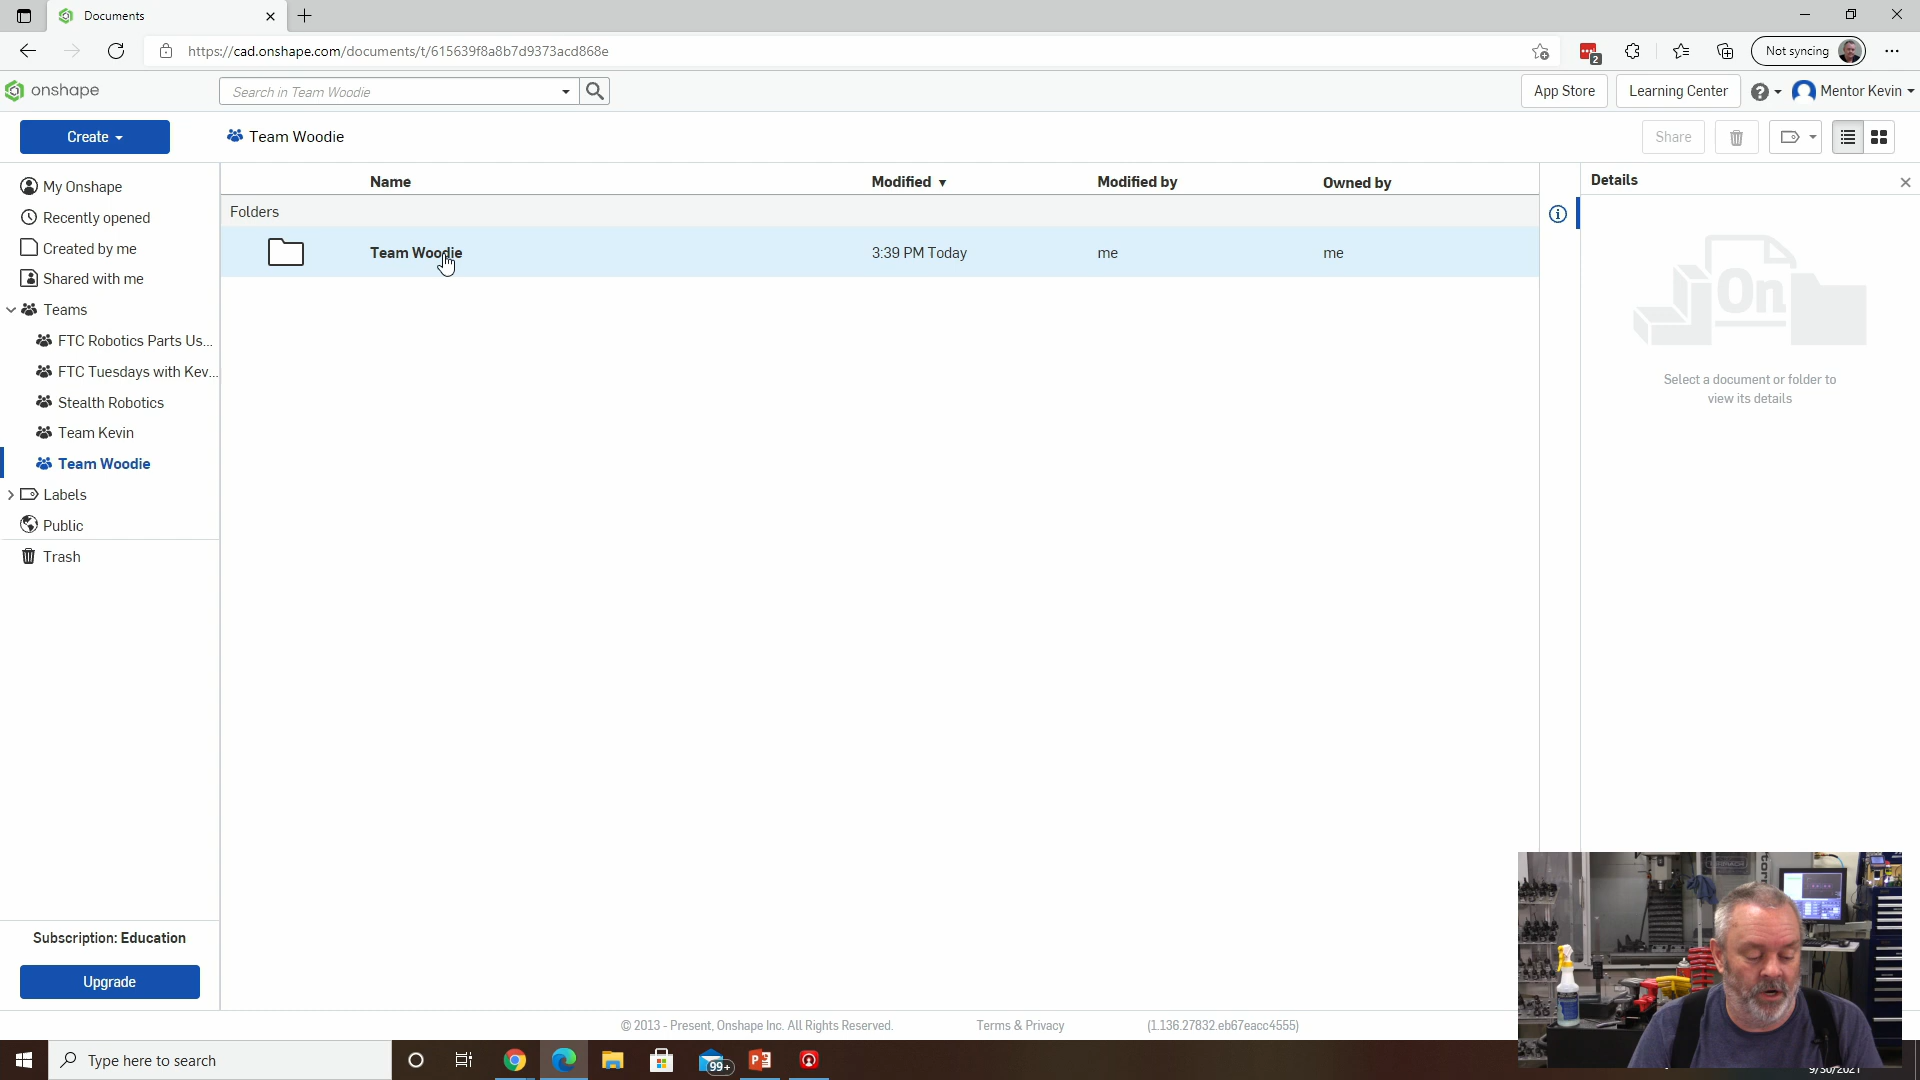 Documents
https://cad.onshape.com/documents/t/615639f8a8b7d9373acd868e
2
Not syncing
onshape
Search in Team Woodie
App Store
Learning Center
Mentor Kevin
Create
Team Woodie
Share
My Onshape
Recently opened
Created by me
Shared with me
Teams
FTC Robotics Parts Us...
FTC Tuesdays with Kev...
Stealth Robotics
Team Kevin
Team Woodie
Labels
Public
Trash
Name
Modified
Modified by
Owned by
Folders
Team Woodie
3:39 PM Today
me
me
Details
On
Select a document or folder to
view its details
Subscription: Education
Upgrade
© 2013 - Present, Onshape Inc. All Rights Reserved.
Terms & Privacy
(1.136.27832.eb67eacc4555)
Type here to search
99+
9/30/2021